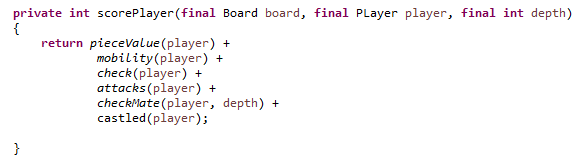 private int scorePlayer(final Board board, final PLayer player, final int depth)
{
return pieceValue(player) +
mobility(player) +
check(player) +
attacks(player) +
checkMate(player, depth) +
castled(player);
}